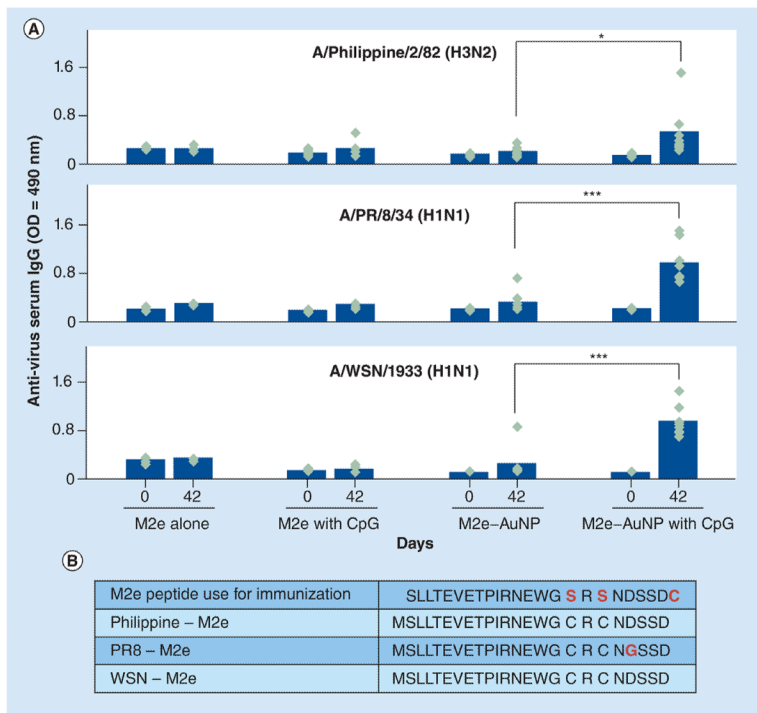 A
A/Philippine/2/82 (H3N2)
*
1.6
0.8
0
A/PR/8/34 (H1N1)
***
1.6
0.8
0
A/WSN/1933 (H1N1)
***
1.6
0.8
0
Anti-virus serum IgG (OD = 490 nm)
0 42 0 42 0 42 0 42
M2e alone M2e with CpG M2e–AuNP M2e–AuNP with CpG
Days
B
M2e peptide use for immunization SLLTEVETPIRNEWG S R S NDSSDC
Philippine – M2e MSLLTEVETPIRNEWG C R C NDSSD
PR8 – M2e MSLLTEVETPIRNEWG C R C NGSSD
WSN – M2e MSLLTEVETPIRNEWG C R C NDSSD